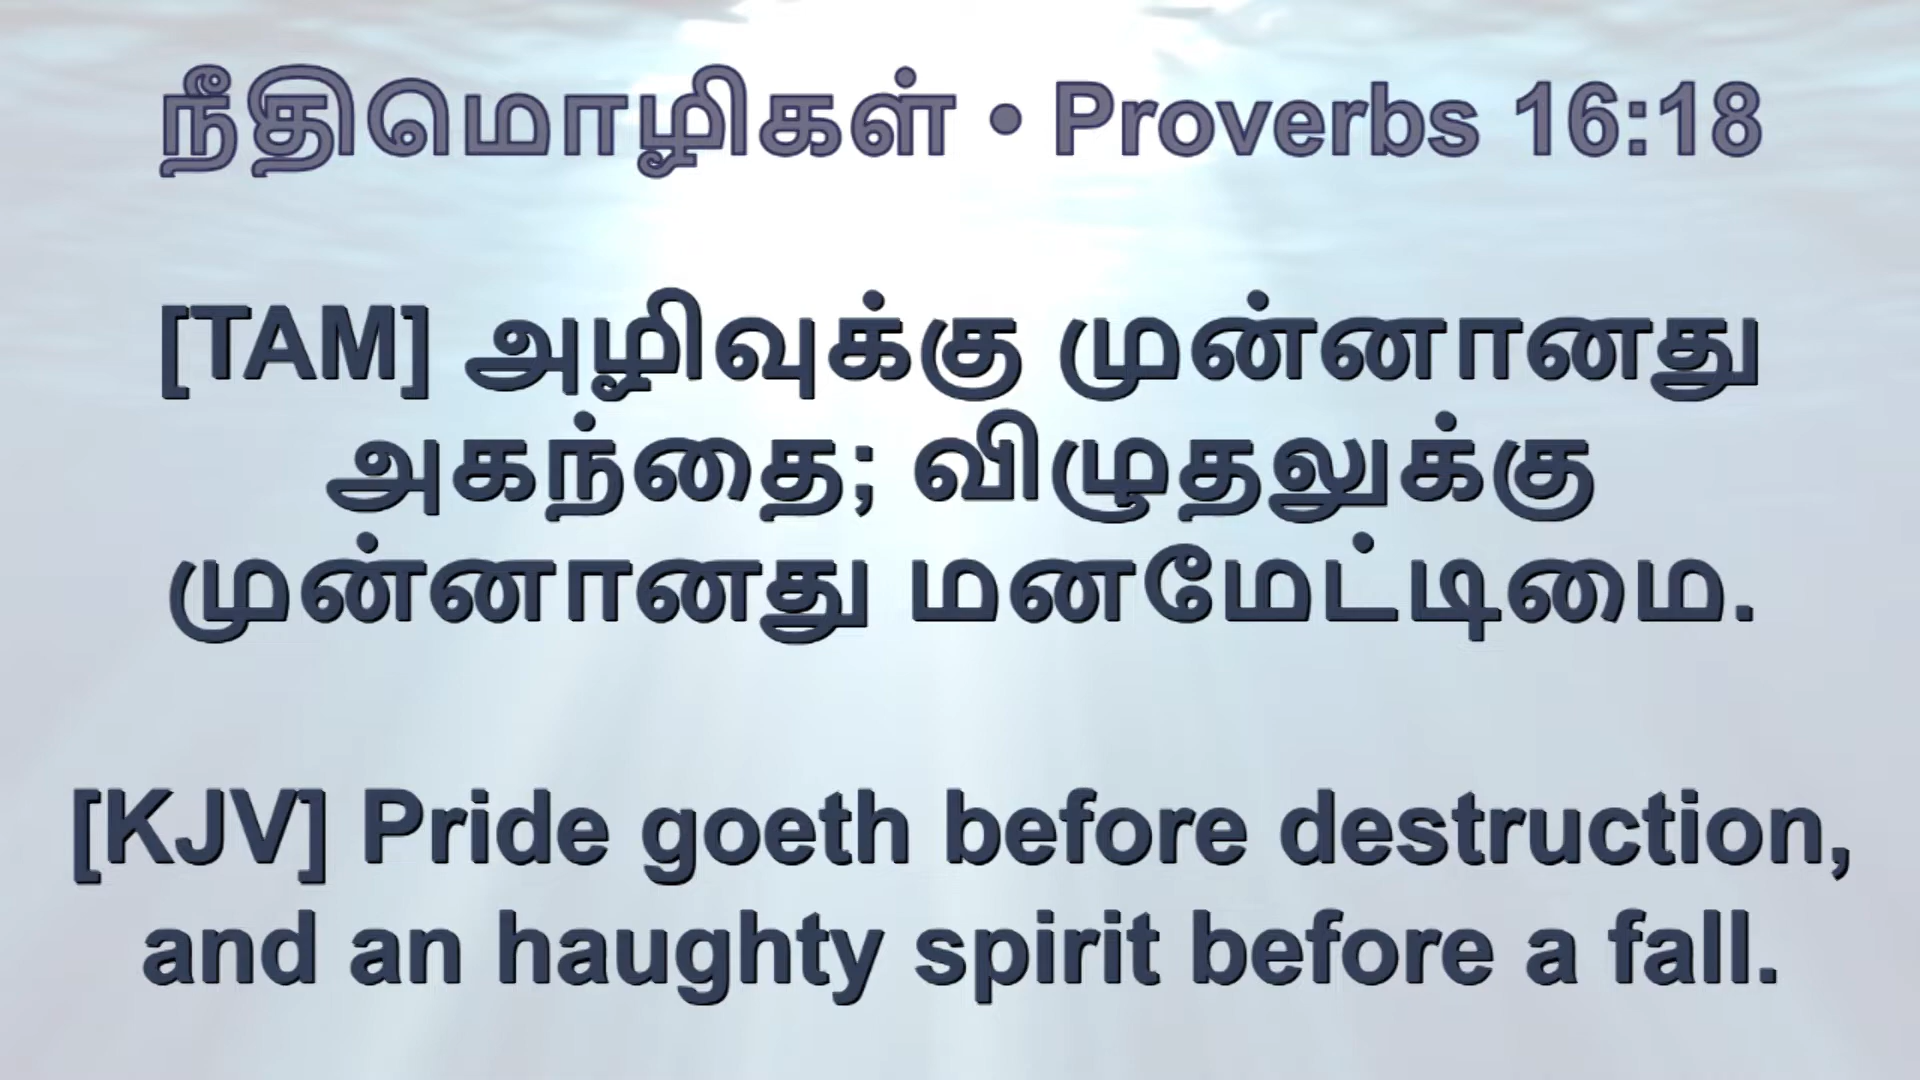 நீதிமொழிகள் • Proverbs 16:18
[TAM] அழிவுக்கு முன்னானது
அகந்தை; விழுதலுக்கு
முன்னானது மனமேட்டிமை.
[KJV] Pride goeth before destruction,
and an haughty spirit before a fall.